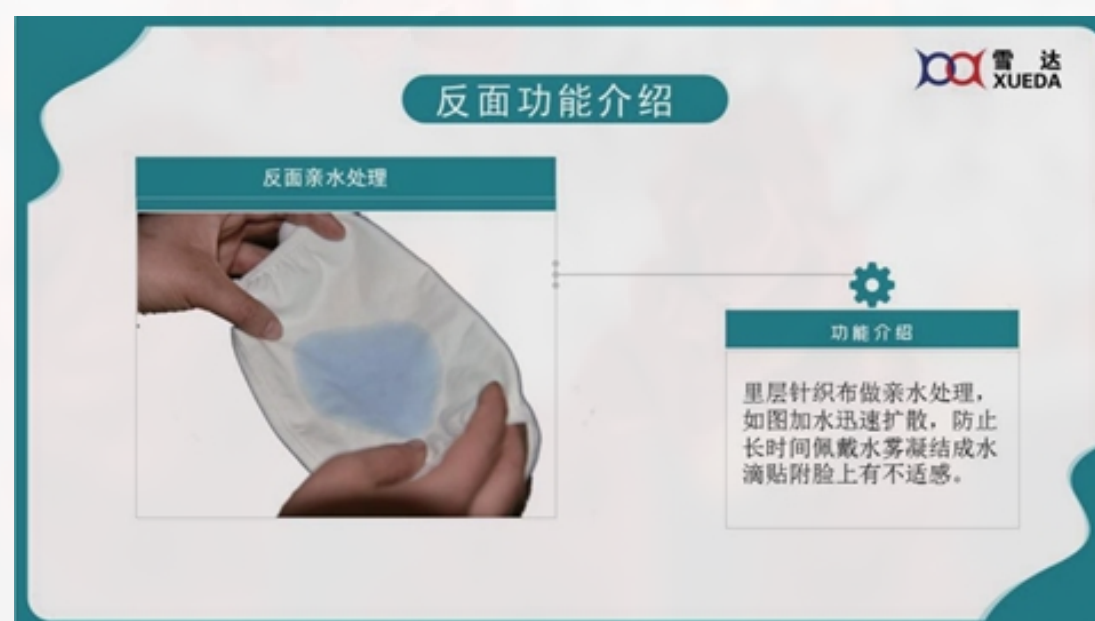 雪达
XUEDA
反面功能介绍
反面亲水处理
功能介绍
里层针织布做亲水处理，
如图加水迅速扩散，防止
长时间佩戴水雾凝结成水
滴贴附脸上有不适感。